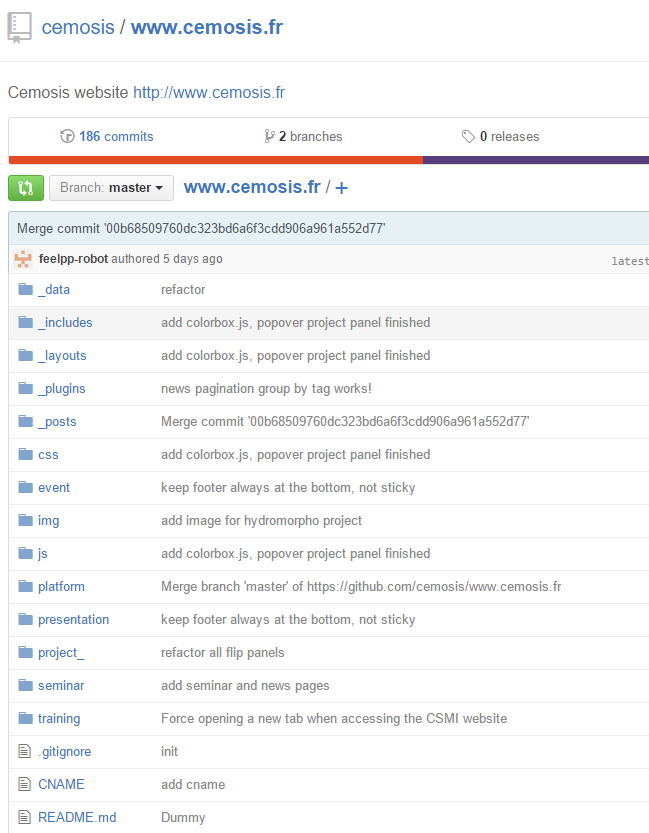 cemosis / www.cemosis.fr
Cemosis website http://www.cemosis.fr
186 commits 2 branches 0 releases
Branch: master www.cemosis.fr / +
Merge commit '00b68509760dc323bd6a6f3cdd906a961a552d77'
feelpp-robot authored 5 days ago latest
_data refactor
_includes add colorbox.js, popover project panel finished
_layouts add colorbox.js, popover project panel finished
_plugins news pagination group by tag works!
_posts Merge commit '00b68509760dc323bd6a6f3cdd906a961a552d77'
css add colorbox.js, popover project panel finished
event keep footer always at the bottom, not sticky
img add image for hydromorpho project
js add colorbox.js, popover project panel finished
platform Merge branch 'master' of https://github.com/cemosis/www.cemosis.fr
presentation keep footer always at the bottom, not sticky
project_ refactor all flip panels
seminar add seminar and news pages
training Force opening a new tab when accessing the CSMI website
.gitignore init
CNAME add cname
README.md Dummy